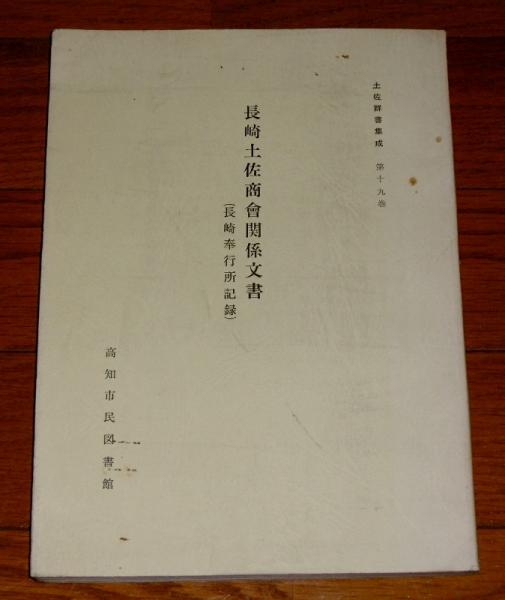 土佐群書集成　第十九巻
長崎土佐商會関係文書
（長崎奉行所記録）
高知市民図書館